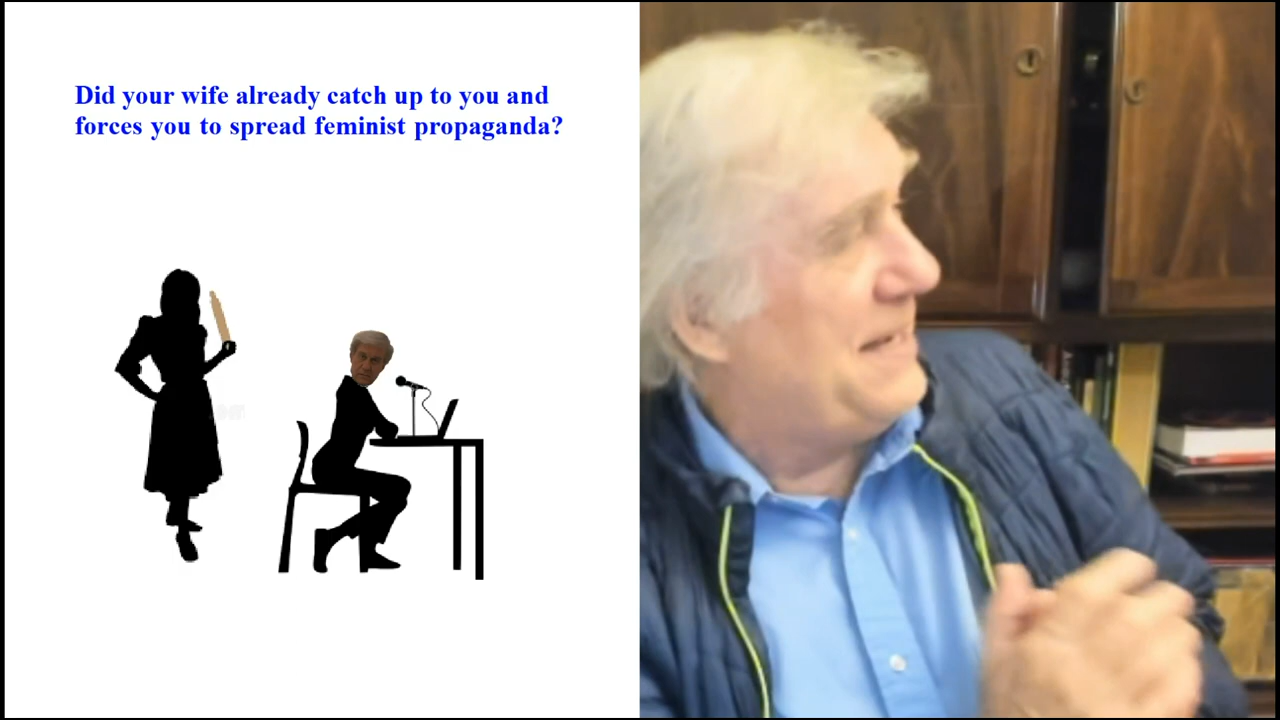 Did your wife already catch up to you and
forces you to spread feminist propaganda?